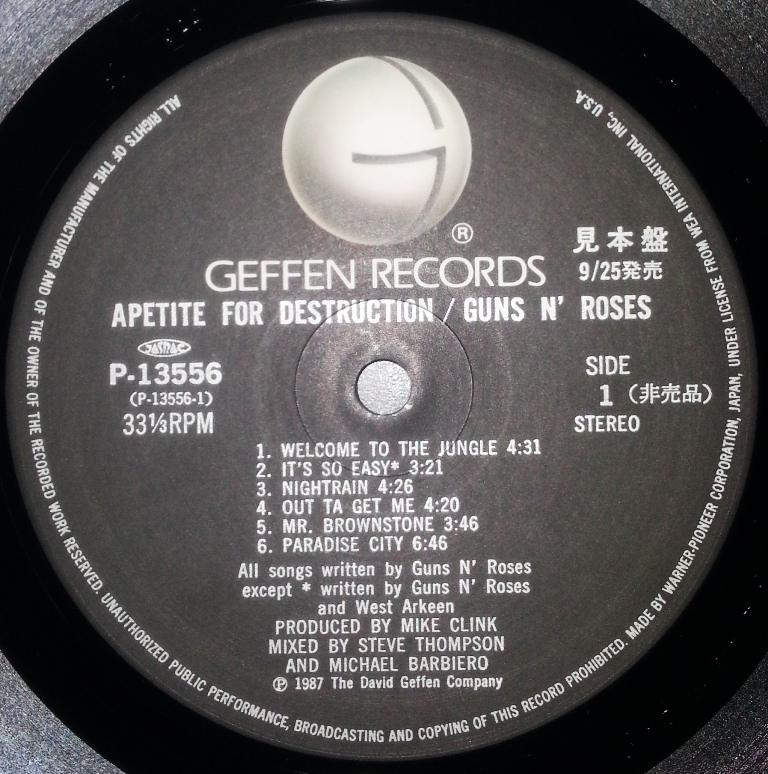 ALL RIGHTS OF THE MANUFACTURER AND OF THE OWNER OF THE RECORDED WORK RESERVED. UNAUTHORIZED PUBLIC PERFORMANCE, BROADCASTING AND COPYING OF THIS RECORD PROHIBITED. MADE BY WARNER-PIONEER CORPORATION, JAPAN, UNDER LICENSE FROM WEA INTERNATIONAL INC., U.S.A.
®
GEFFEN RECORDS
見本盤
9/25発売
APETITE FOR DESTRUCTION / GUNS N' ROSES
JASRAC
P-13556
(P-13556-1)
33⅓RPM
SIDE
1 (非売品)
STEREO
1. WELCOME TO THE JUNGLE 4:31
2. IT'S SO EASY* 3:21
3. NIGHTRAIN 4:26
4. OUT TA GET ME 4:20
5. MR. BROWNSTONE 3:46
6. PARADISE CITY 6:46
All songs written by Guns N' Roses
except * written by Guns N' Roses
and West Arkeen
PRODUCED BY MIKE CLINK
MIXED BY STEVE THOMPSON
AND MICHAEL BARBIERO
℗ 1987 The David Geffen Company